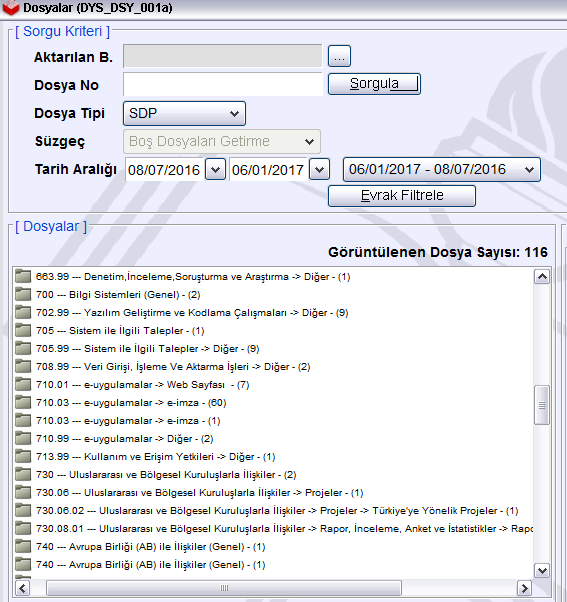 Dosyalar (DYS_DSY_001a)
[ Sorgu Kriteri ]
Aktarılan B. ...
Dosya No Sorgula
Dosya Tipi SDP
Süzgeç Boş Dosyaları Getirme
Tarih Aralığı 08/07/2016 06/01/2017 06/01/2017 - 08/07/2016
Evrak Filtrele
[ Dosyalar ]
Görüntülenen Dosya Sayısı: 116
663.99 --- Denetim,İnceleme,Soruşturma ve Araştırma -> Diğer - (1)
700 --- Bilgi Sistemleri (Genel) - (2)
702.99 --- Yazılım Geliştirme ve Kodlama Çalışmaları -> Diğer - (9)
705 --- Sistem ile İlgili Talepler - (1)
705.99 --- Sistem ile İlgili Talepler -> Diğer - (9)
708.99 --- Veri Girişi, İşleme Ve Aktarma İşleri -> Diğer - (2)
710.01 --- e-uygulamalar -> Web Sayfası - (7)
710.03 --- e-uygulamalar -> e-imza - (60)
710.03 --- e-uygulamalar -> e-imza - (1)
710.99 --- e-uygulamalar -> Diğer - (2)
713.99 --- Kullanım ve Erişim Yetkileri -> Diğer - (1)
730 --- Uluslararası ve Bölgesel Kuruluşlarla İlişkiler - (2)
730.06 --- Uluslararası ve Bölgesel Kuruluşlarla İlişkiler -> Projeler - (1)
730.06.02 --- Uluslararası ve Bölgesel Kuruluşlarla İlişkiler -> Projeler -> Türkiye'ye Yönelik Projeler - (1)
730.08.01 --- Uluslararası ve Bölgesel Kuruluşlarla İlişkiler -> Rapor, İnceleme, Anket ve İstatistikler -> Rapo
740 --- Avrupa Birliği (AB) ile İlişkiler (Genel) - (1)
740 --- Avrupa Birliği (AB) ile İlişkiler (Genel) - (1)